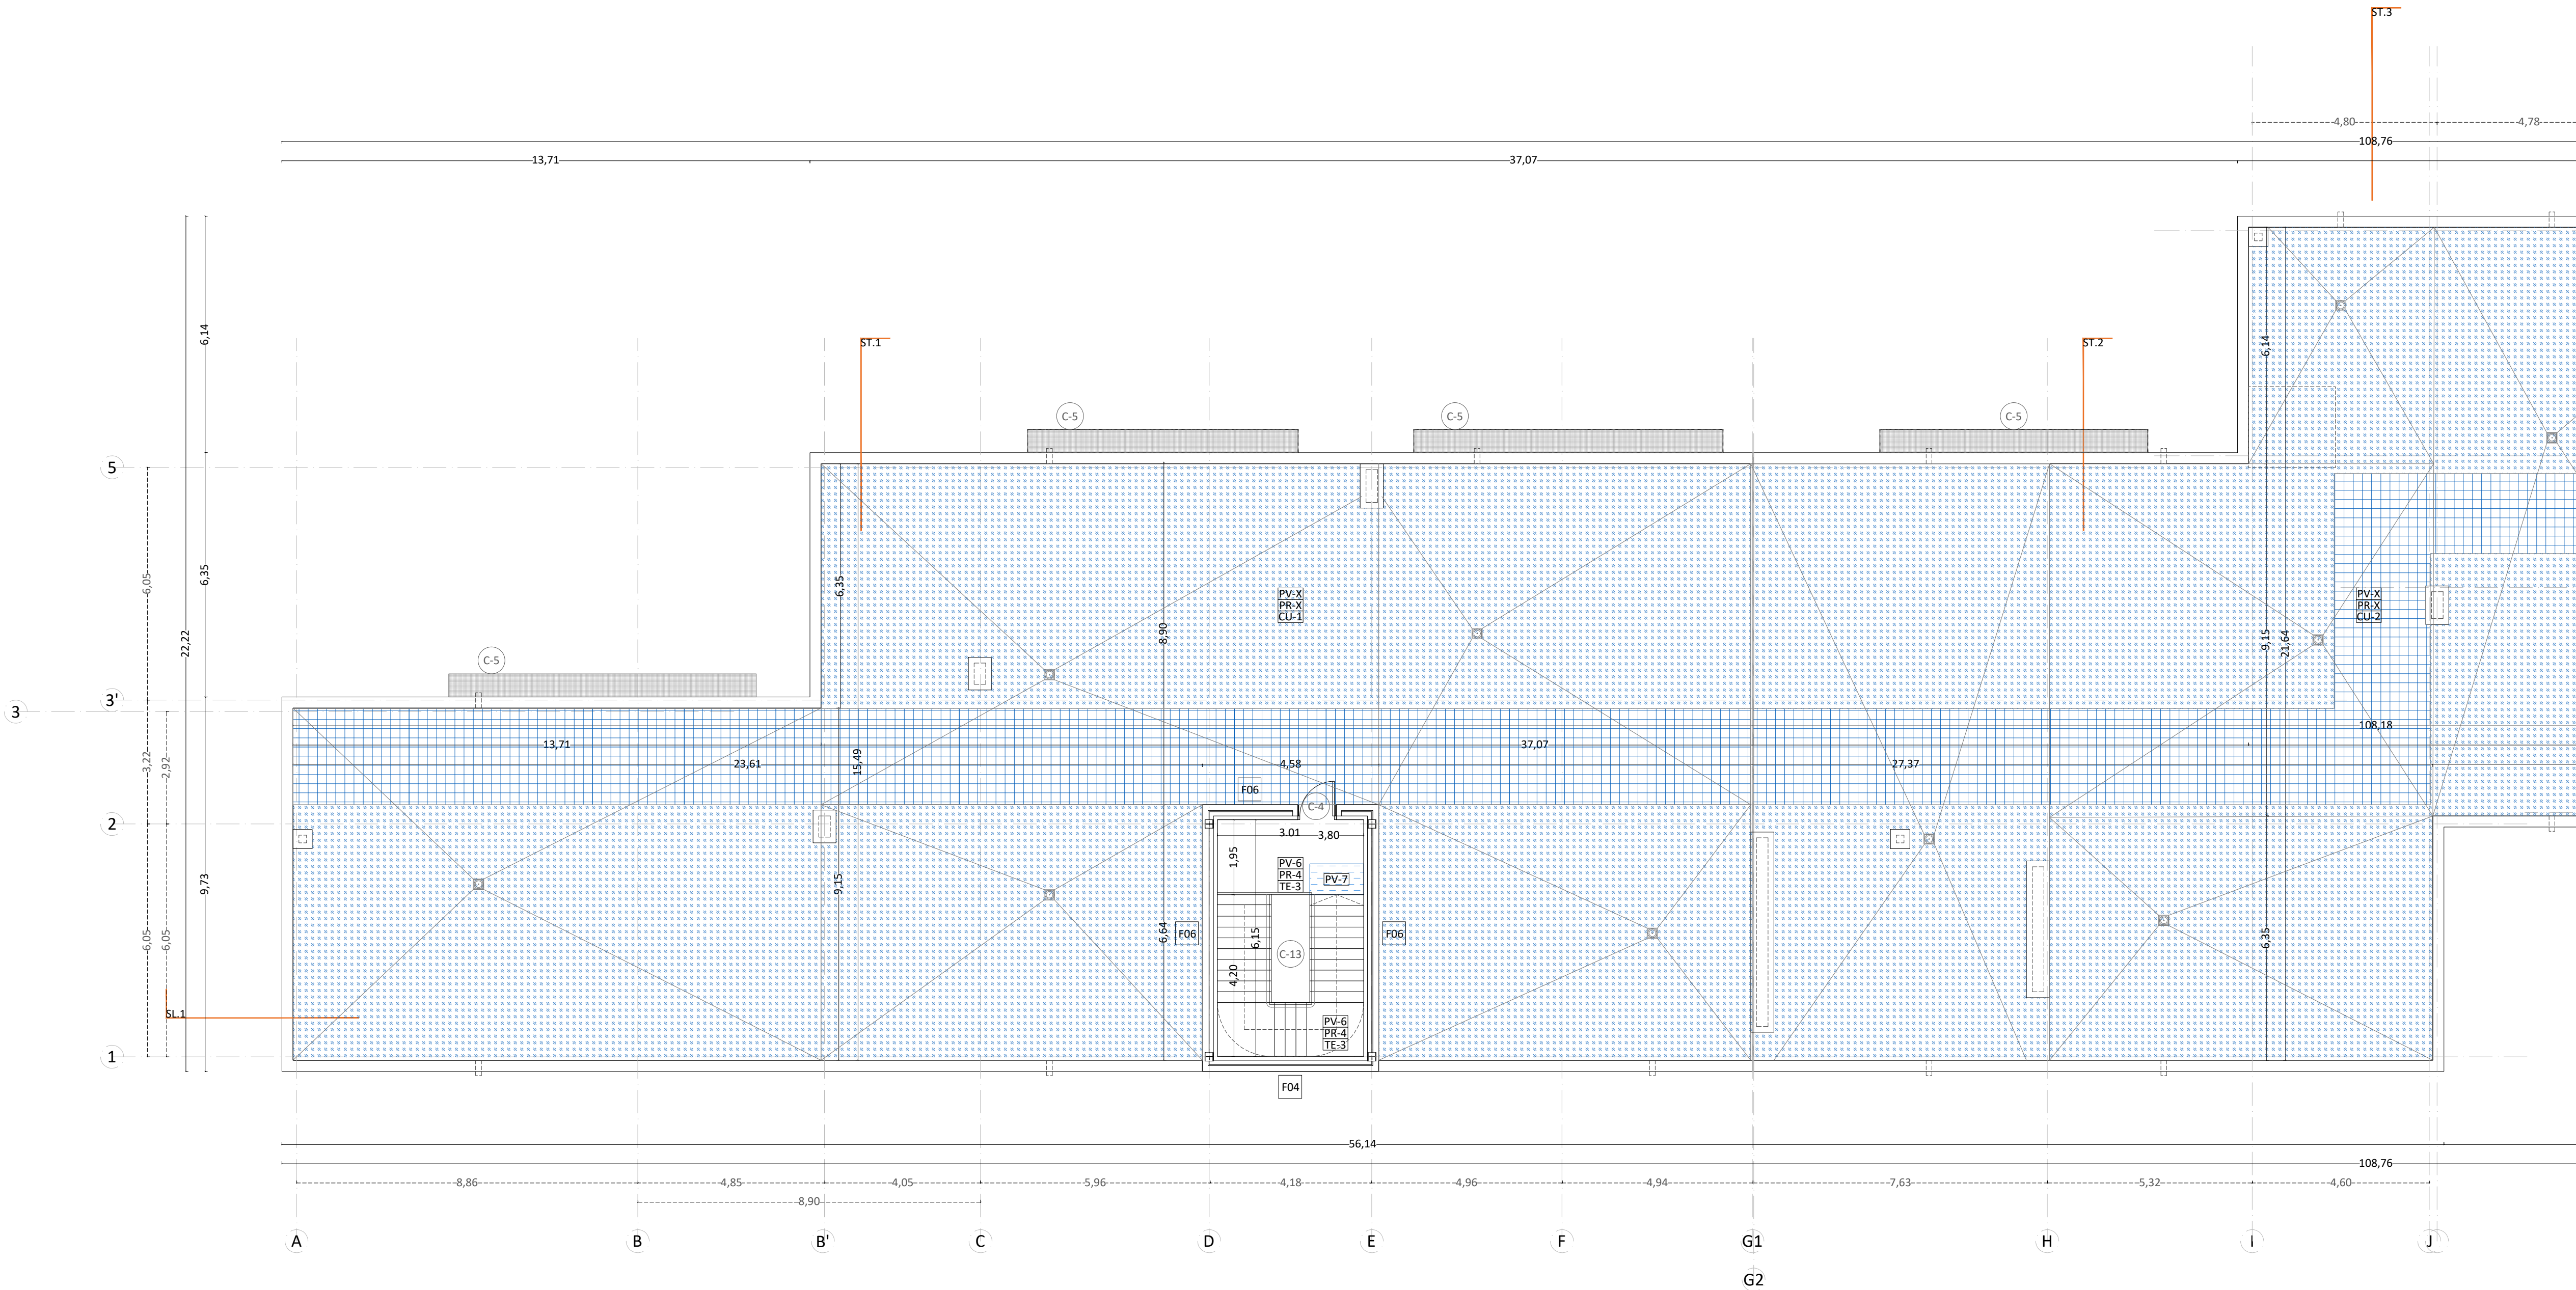 ST.3
4,80
4,78
108,76
13,71
37,07
6,14
ST.1
ST.2
6,14
C-5
C-5
C-5
5
6,05
6,35
6,35
PV-X
PR-X
CU-1
PV-X
PR-X
CU-2
8,90
22,22
9,15
21,64
C-5
3'
3
108,18
13,71
37,07
3,22
2,92
23,61
15,49
4,58
27,37
F06
C-4
2
3.01
3,80
1,95
PV-6
PR-4
TE-3
PV-7
9,73
9,15
6,05
6,05
F06
6,64
6,15
F06
6,35
C-13
4,20
SL.1
PV-6
PR-4
TE-3
1
F04
56,14
108,76
8,86
4,85
4,05
5,96
4,18
4,96
4,94
7,63
5,32
4,60
8,90
A
B
B'
C
D
E
F
G1
H
I
J
G2